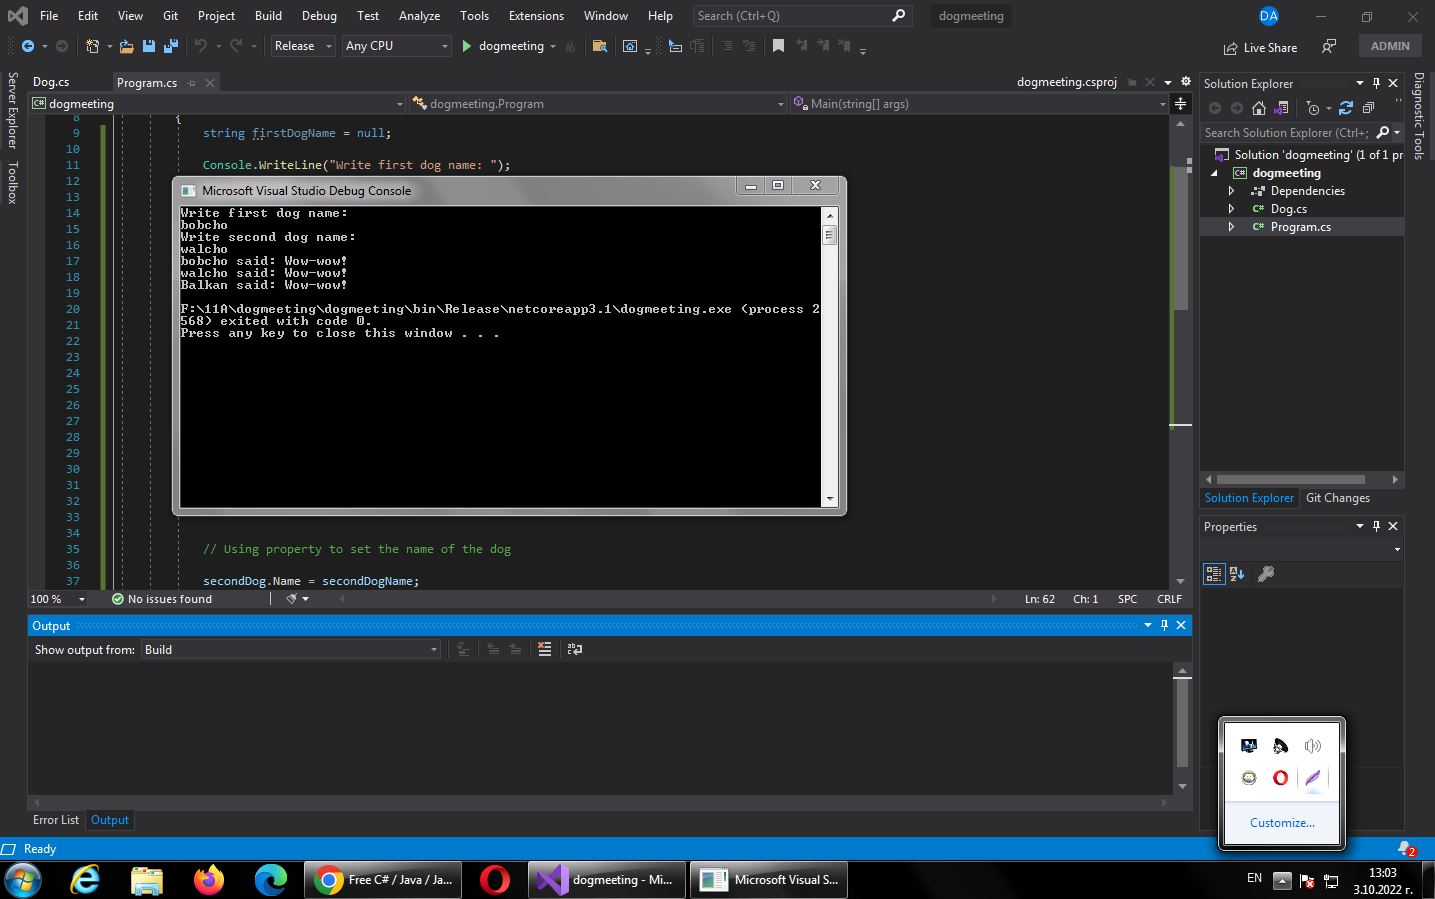 File Edit View Git Project Build Debug Test Analyze Tools Extensions Window Help Search (Ctrl+Q) dogmeeting DA
Release Any CPU dogmeeting Live Share ADMIN
Server Explorer
Toolbox
Dog.cs Program.cs dogmeeting.csproj
C# dogmeeting dogmeeting.Program Main(string[] args)
8 {
9 string firstDogName = null;
10
11 Console.WriteLine("Write first dog name: ");
12
13
14
15
16
17
18
19
20
21
22
23
24
25
26
27
28
29
30
31
32
33
34
35 // Using property to set the name of the dog
36
37 secondDog.Name = secondDogName;
Microsoft Visual Studio Debug Console
Write first dog name:
bobcho
Write second dog name:
walcho
bobcho said: Wow-wow!
walcho said: Wow-wow!
Balkan said: Wow-wow!
F:\11A\dogmeeting\dogmeeting\bin\Release\netcoreapp3.1\dogmeeting.exe (process 2
568) exited with code 0.
Press any key to close this window . . .
100 % No issues found Ln: 62 Ch: 1 SPC CRLF
Output
Show output from: Build
Error List Output
Solution Explorer
Search Solution Explorer (Ctrl+;
Solution 'dogmeeting' (1 of 1 pr
C# dogmeeting
Dependencies
C# Dog.cs
C# Program.cs
Solution Explorer Git Changes
Properties
Diagnostic Tools
Customize...
Ready 2
Free C# / Java / Ja... dogmeeting - Mi... Microsoft Visual S... EN 13:03
3.10.2022 г.